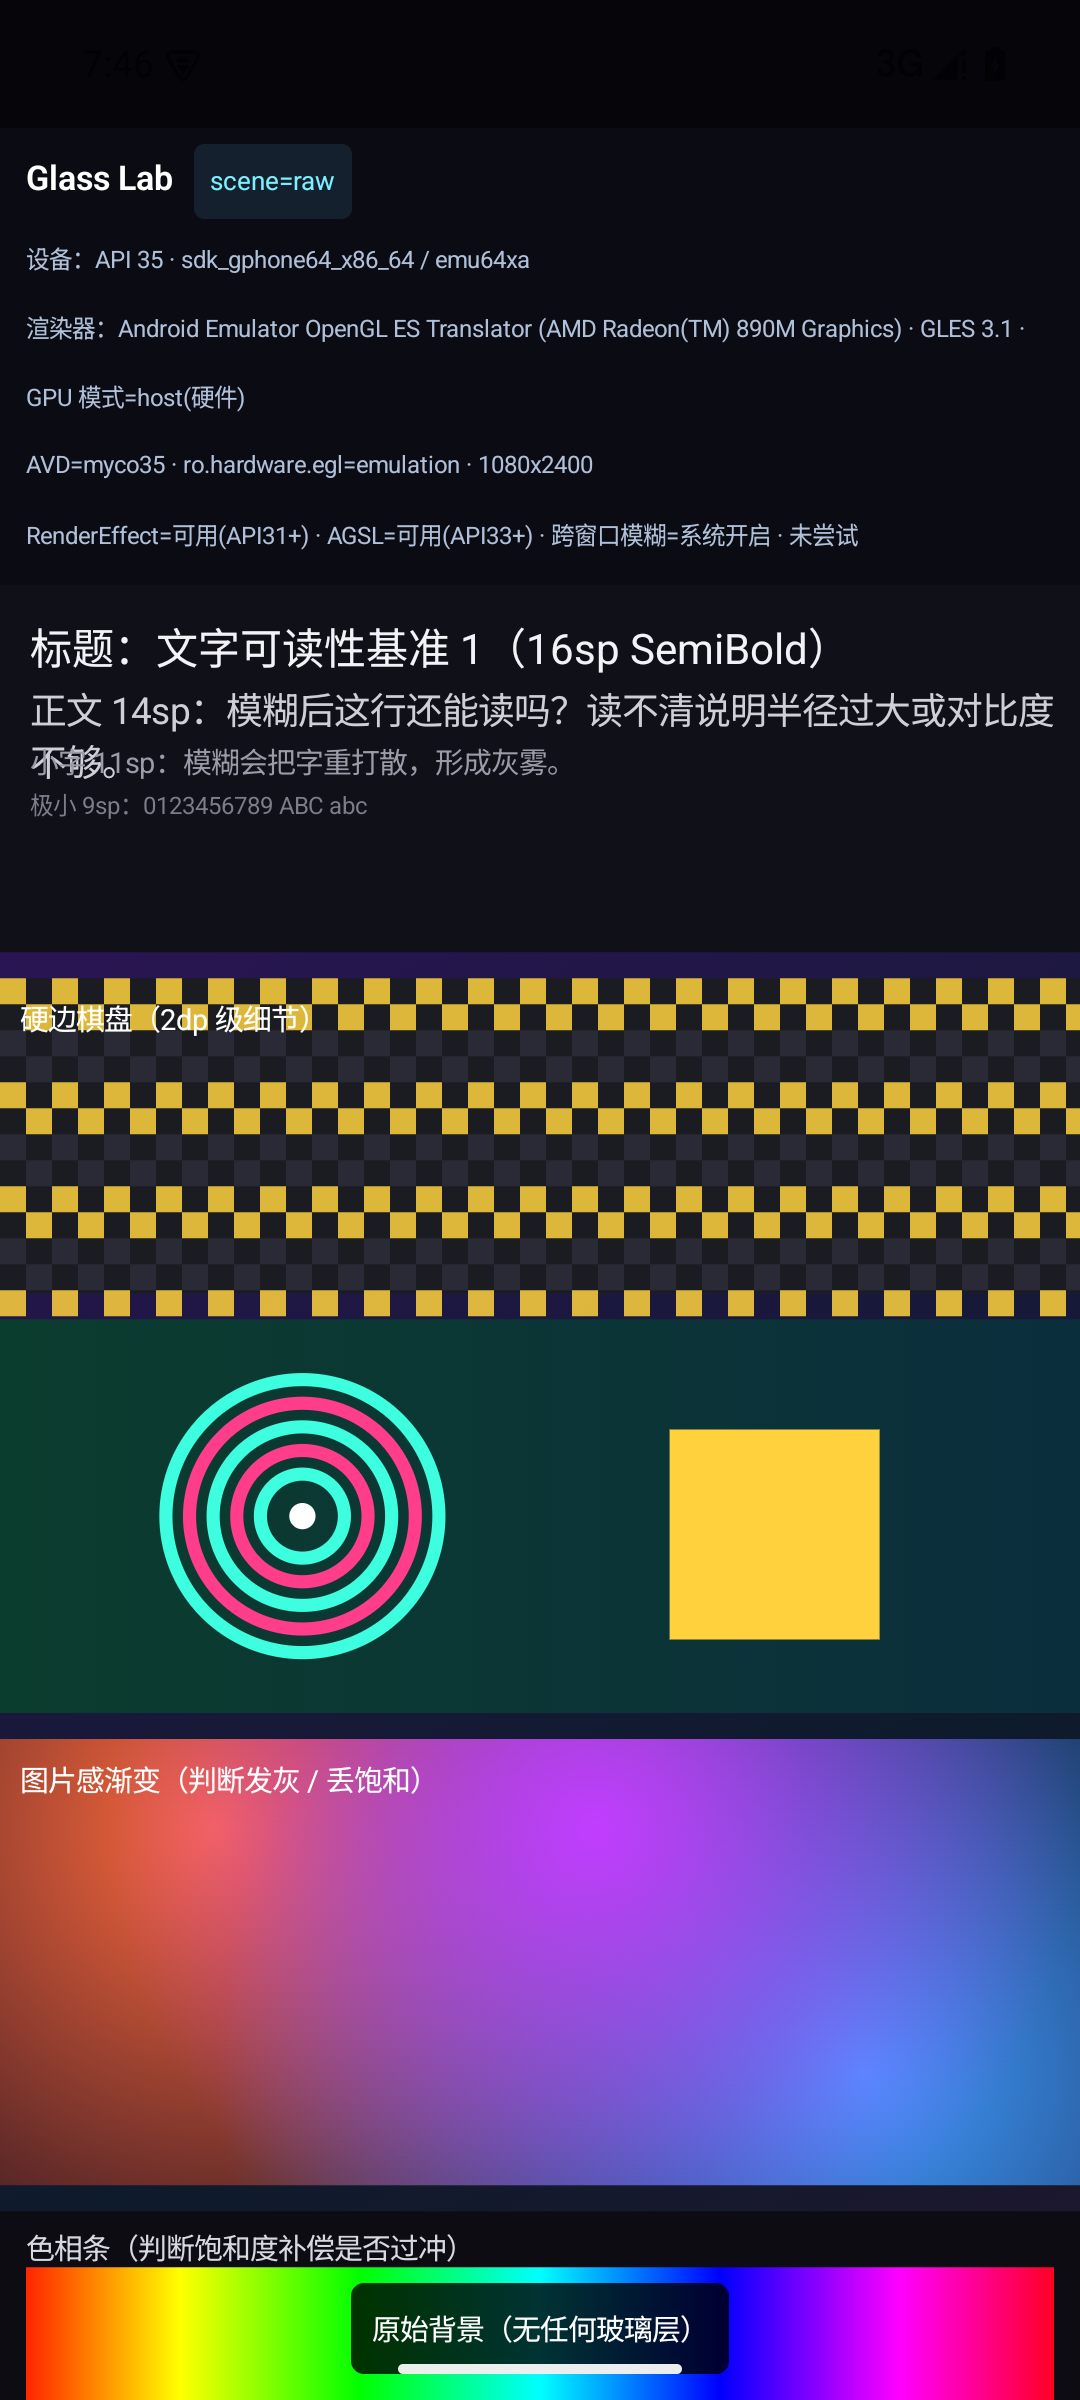 7:46
3G
Glass Lab
scene=raw
设备：API 35 · sdk_gphone64_x86_64 / emu64xa
渲染器：Android Emulator OpenGL ES Translator (AMD Radeon(TM) 890M Graphics) · GLES 3.1 ·
GPU 模式=host(硬件)
AVD=myco35 · ro.hardware.egl=emulation · 1080x2400
RenderEffect=可用(API31+) · AGSL=可用(API33+) · 跨窗口模糊=系统开启 · 未尝试
标题：文字可读性基准 1（16sp SemiBold）
正文 14sp：模糊后这行还能读吗？读不清说明半径过大或对比度
不够。
小字 11sp：模糊会把字重打散，形成灰雾。
极小 9sp：0123456789 ABC abc
硬边棋盘（2dp 级细节）
图片感渐变（判断发灰 / 丢饱和）
色相条（判断饱和度补偿是否过冲）
原始背景（无任何玻璃层）